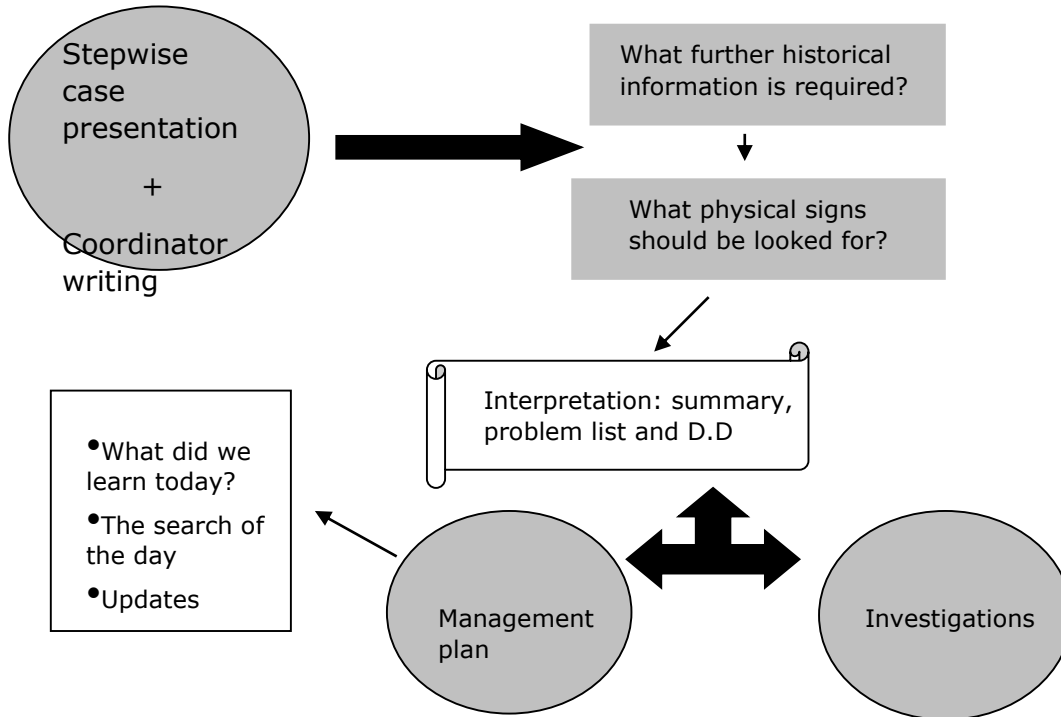 Stepwise
case
presentation
+
Coordinator
writing
What further historical
information is required?
What physical signs
should be looked for?
Interpretation: summary,
problem list and D.D
•What did we
learn today?
•The search of
the day
•Updates
Management
plan
Investigations